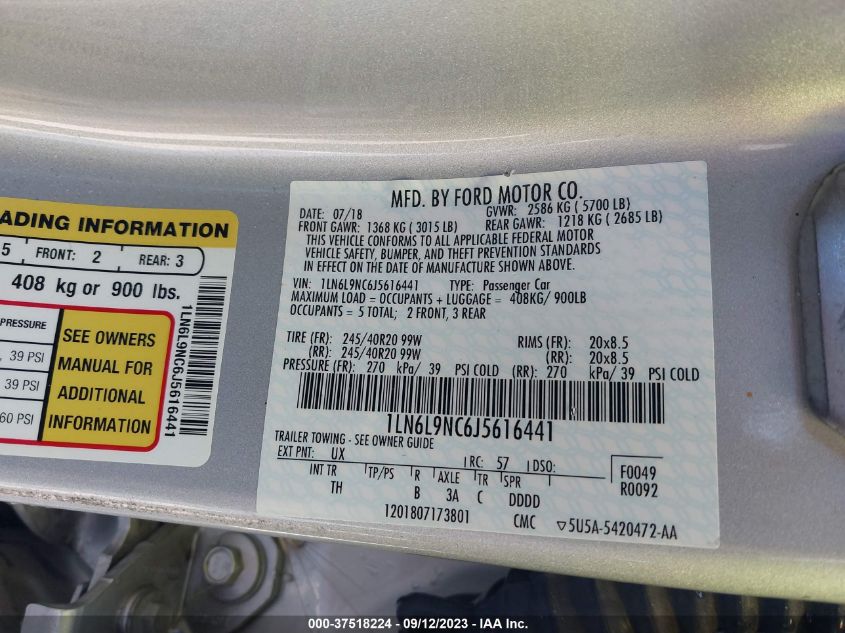 ADING INFORMATION
5 FRONT: 2 REAR: 3
408 kg or 900 lbs.
PRESSURE
, 39 PSI
39 PSI
60 PSI
SEE OWNERS
MANUAL FOR
ADDITIONAL
INFORMATION
1LN6L9NC6J5616441
MFD. BY FORD MOTOR CO.
DATE: 07/18 GVWR: 2586 KG ( 5700 LB)
FRONT GAWR: 1368 KG ( 3015 LB) REAR GAWR: 1218 KG ( 2685 LB)
THIS VEHICLE CONFORMS TO ALL APPLICABLE FEDERAL MOTOR
VEHICLE SAFETY, BUMPER, AND THEFT PREVENTION STANDARDS
IN EFFECT ON THE DATE OF MANUFACTURE SHOWN ABOVE.
VIN: 1LN6L9NC6J5616441 TYPE: Passenger Car
MAXIMUM LOAD = OCCUPANTS + LUGGAGE = 408KG/ 900LB
OCCUPANTS = 5 TOTAL; 2 FRONT, 3 REAR
TIRE (FR): 245/40R20 99W RIMS (FR): 20x8.5
(RR): 245/40R20 99W (RR): 20x8.5
PRESSURE (FR): 270 kPa/ 39 PSI COLD (RR): 270 kPa/ 39 PSI COLD
1LN6L9NC6J5616441
TRAILER TOWING - SEE OWNER GUIDE
EXT PNT: UX RC: 57 DSO: F0049
INT TR TP/PS R AXLE TR SPR R0092
TH B 3A C DDDD
1201807173801 CMC ▽5U5A-5420472-AA
000-37518224 - 09/12/2023 - IAA Inc.